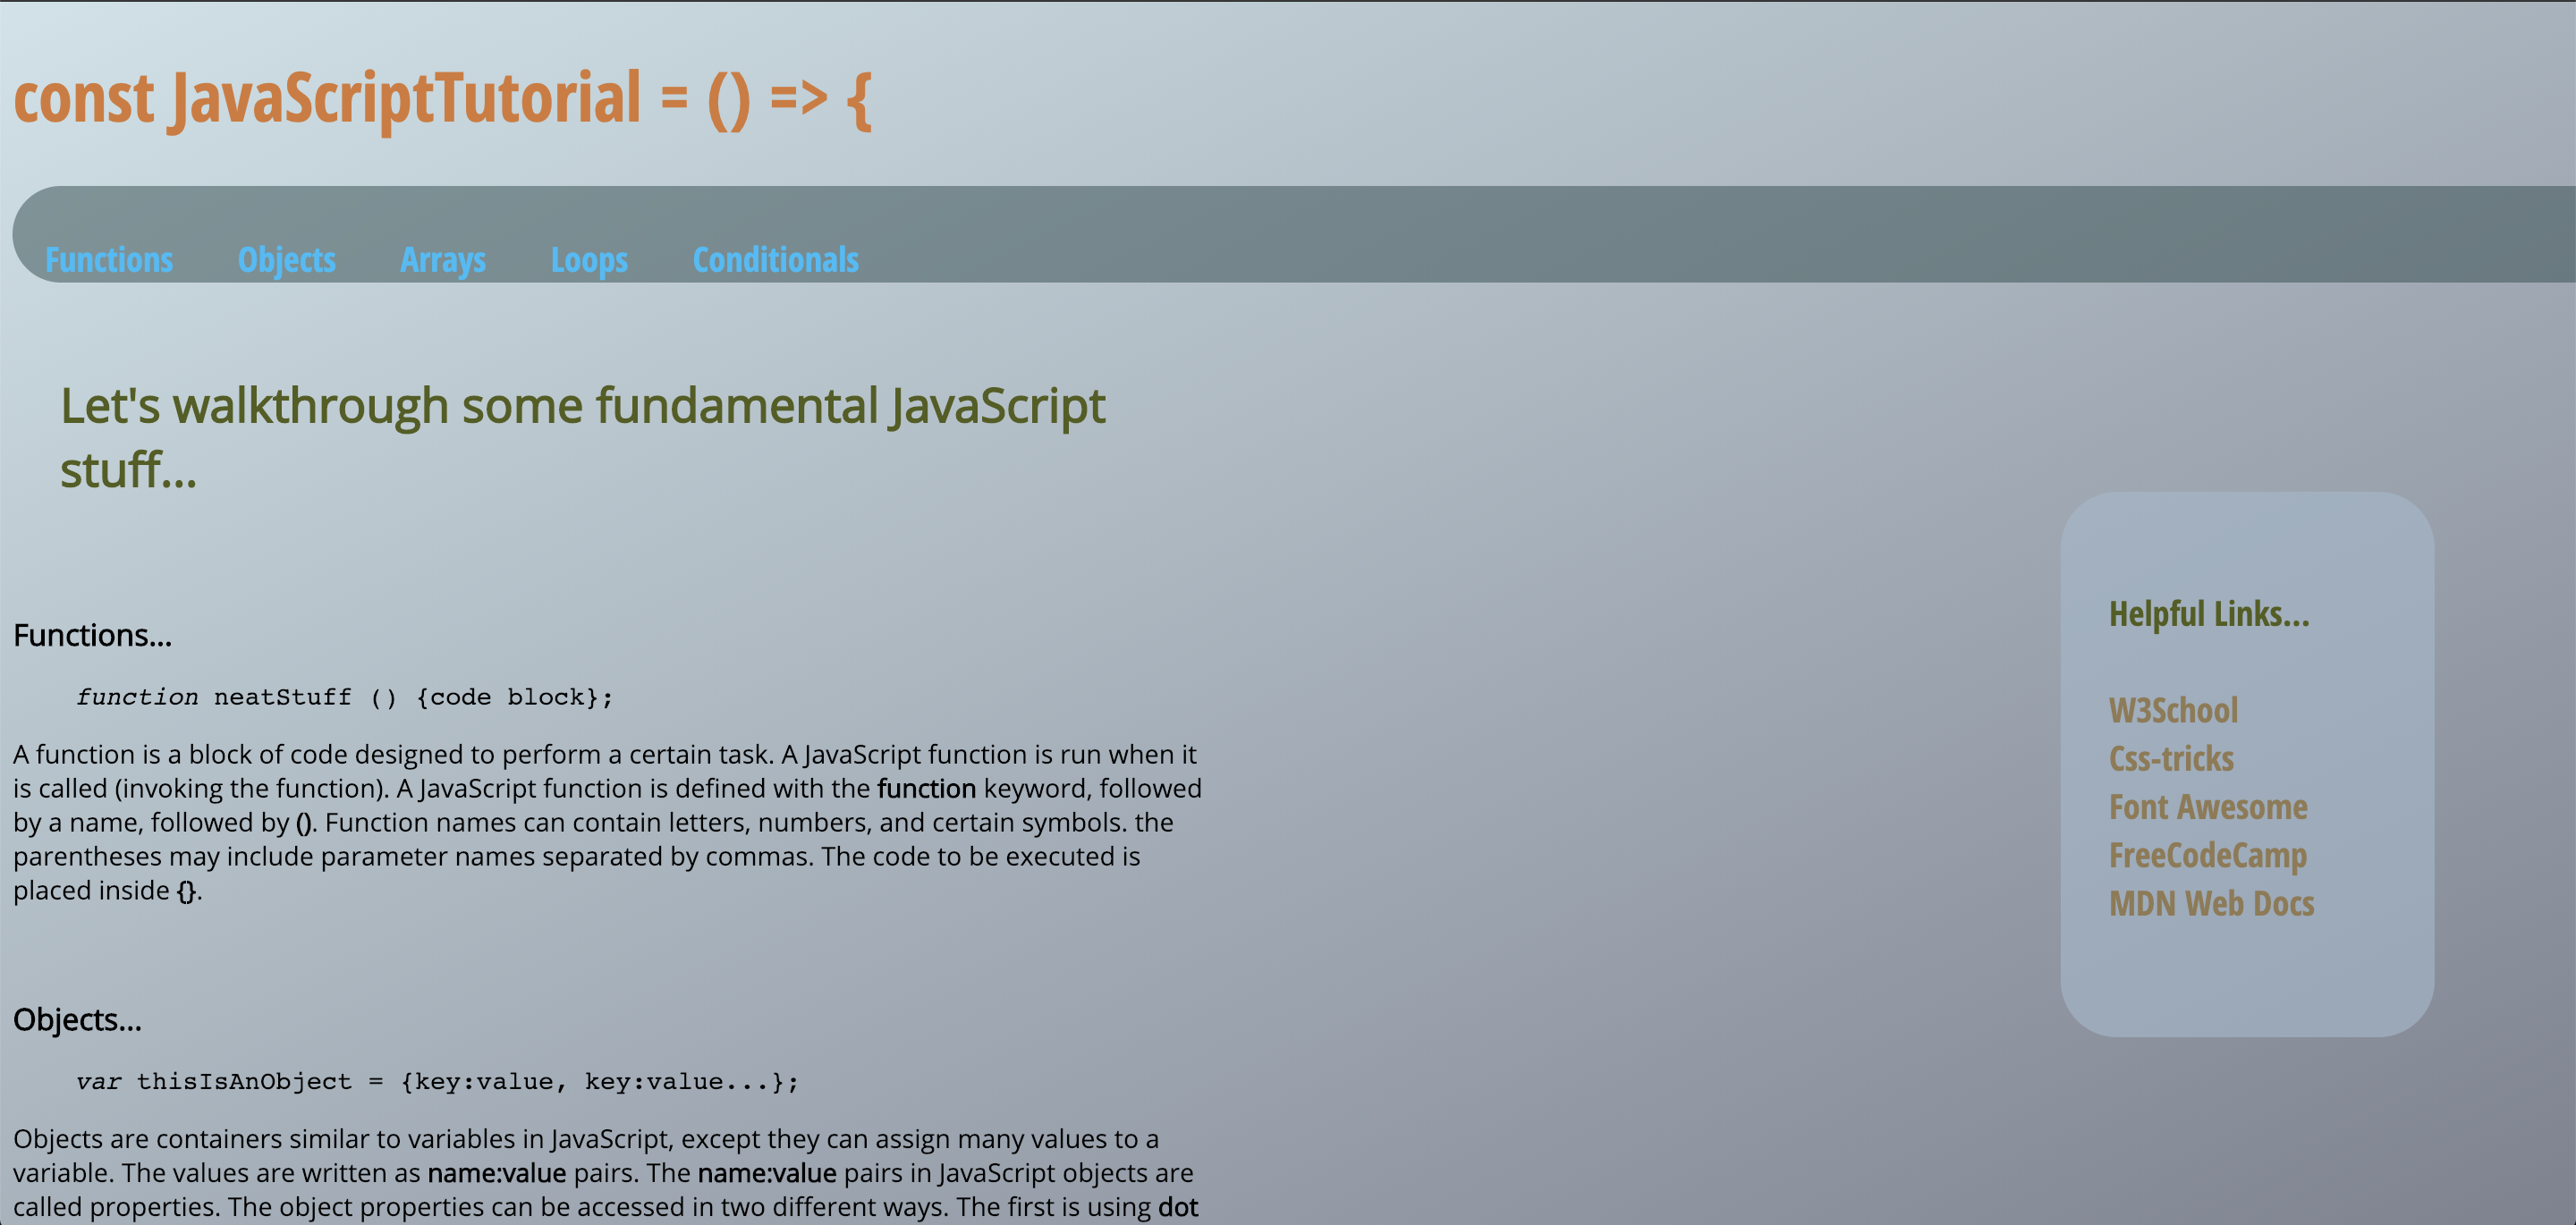 const JavaScriptTutorial = () => {
Functions Objects Arrays Loops Conditionals
Let's walkthrough some fundamental JavaScript
stuff...
Functions...
function neatStuff () {code block};
A function is a block of code designed to perform a certain task. A JavaScript function is run when it
is called (invoking the function). A JavaScript function is defined with the function keyword, followed
by a name, followed by (). Function names can contain letters, numbers, and certain symbols. the
parentheses may include parameter names separated by commas. The code to be executed is
placed inside {}.
Objects...
var thisIsAnObject = {key:value, key:value...};
Objects are containers similar to variables in JavaScript, except they can assign many values to a
variable. The values are written as name:value pairs. The name:value pairs in JavaScript objects are
called properties. The object properties can be accessed in two different ways. The first is using dot
Helpful Links...
W3School
Css-tricks
Font Awesome
FreeCodeCamp
MDN Web Docs